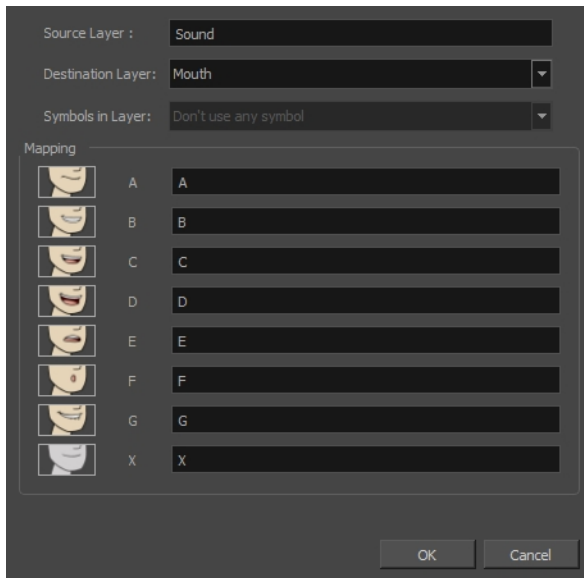 Source Layer : Sound
Destination Layer: Mouth
Symbols in Layer: Don't use any symbol
Mapping
A A
B B
C C
D D
E E
F F
G G
X X
OK Cancel